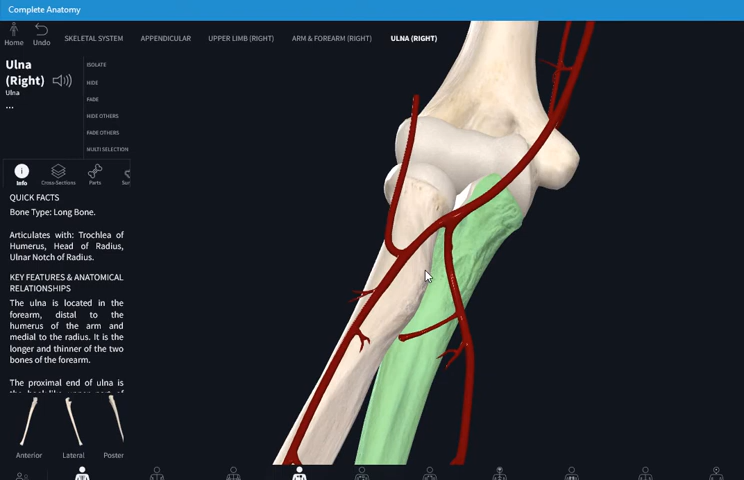 Complete Anatomy
Home Undo SKELETAL SYSTEM APPENDICULAR UPPER LIMB (RIGHT) ARM & FOREARM (RIGHT) ULNA (RIGHT)
Ulna
(Right)
Ulna
...
ISOLATE
HIDE
FADE
HIDE OTHERS
FADE OTHERS
MULTI SELECTION
Info Cross-Sections Parts
QUICK FACTS
Bone Type: Long Bone.
Articulates with: Trochlea of
Humerus, Head of Radius,
Ulnar Notch of Radius.
KEY FEATURES & ANATOMICAL
RELATIONSHIPS
The ulna is located in the
forearm, distal to the
humerus of the arm and
medial to the radius. It is the
longer and thinner of the two
bones of the forearm.
The proximal end of ulna is
Anterior Lateral Poster